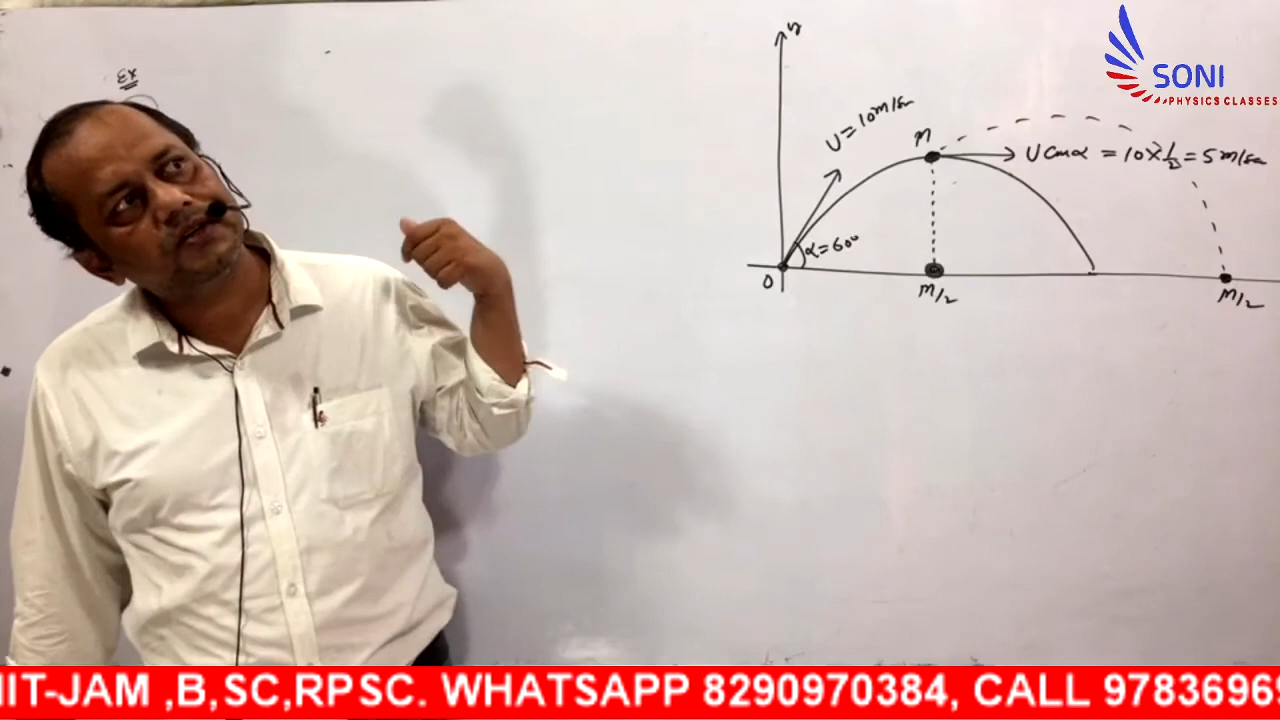 Ex
y
SONI
PHYSICS CLASSES
U = 10 m/sec
M
U Cosα = 10 × 1/2 = 5 m/sec
α = 60°
O
M/2
M/2
IIT-JAM ,B,SC,RPSC. WHATSAPP 8290970384, CALL 9783696